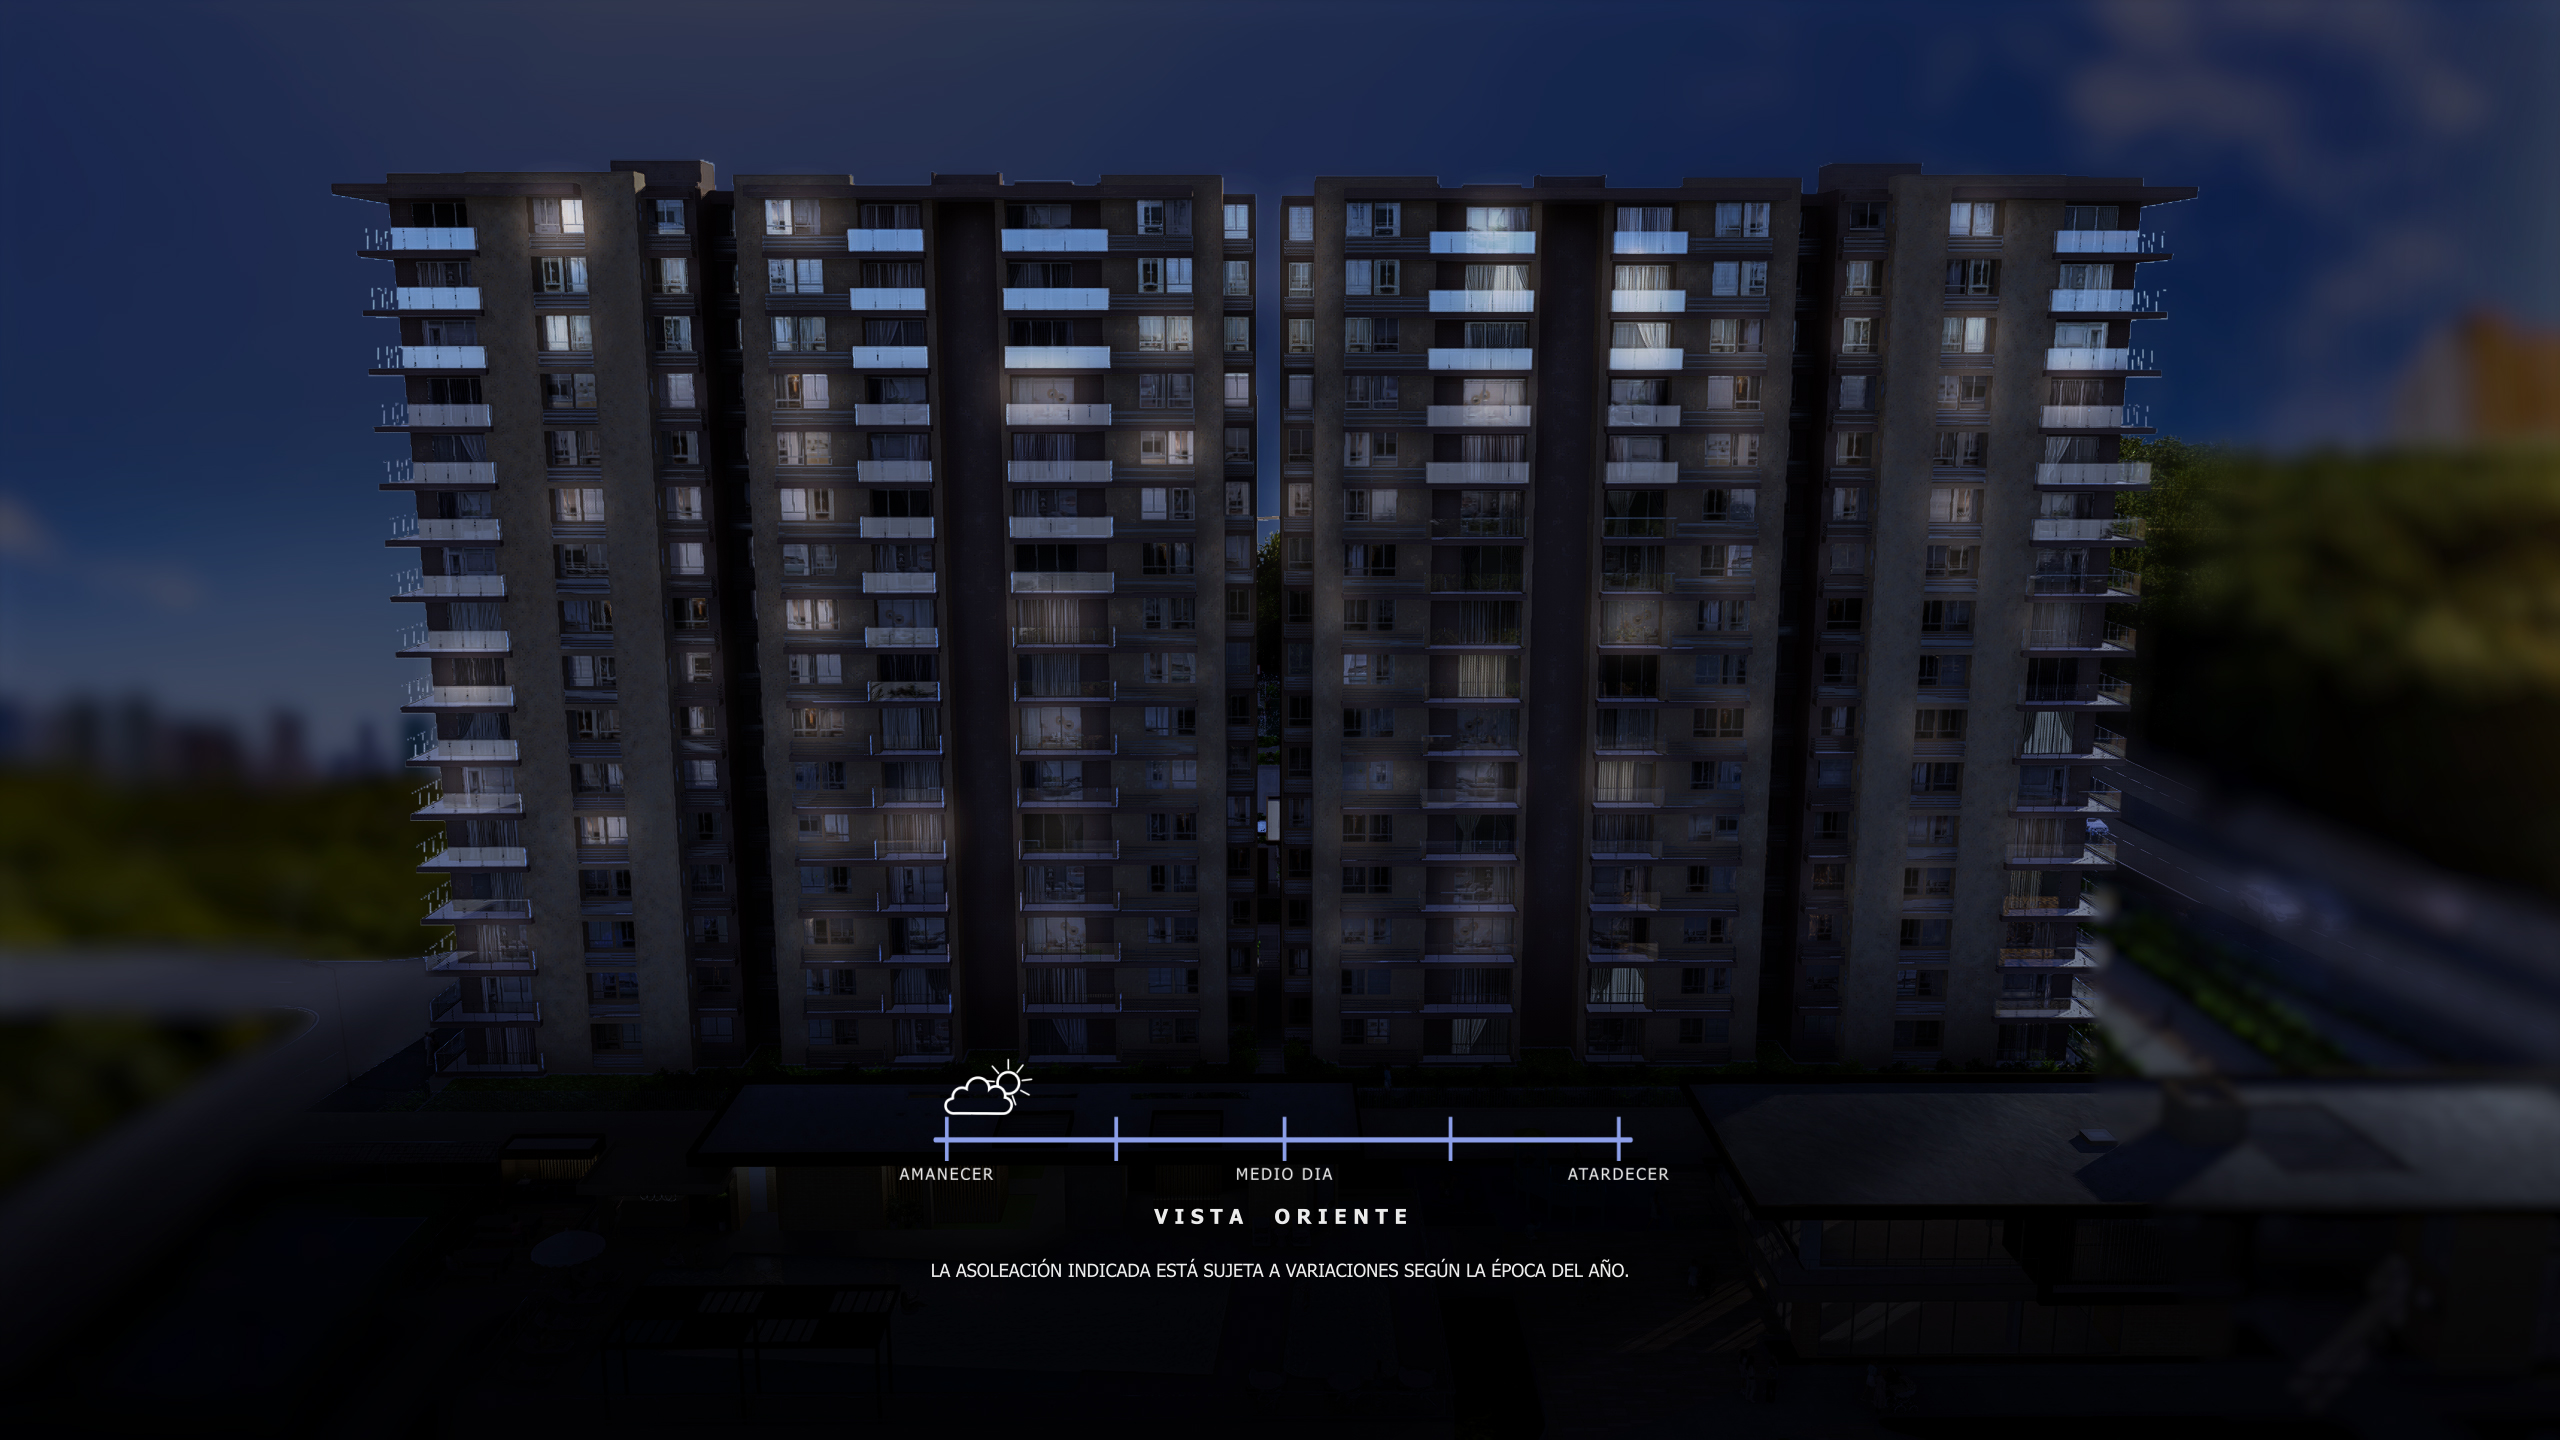 AMANECER MEDIO DIA ATARDECER
VISTA ORIENTE
LA ASOLEACIÓN INDICADA ESTÁ SUJETA A VARIACIONES SEGÚN LA ÉPOCA DEL AÑO.